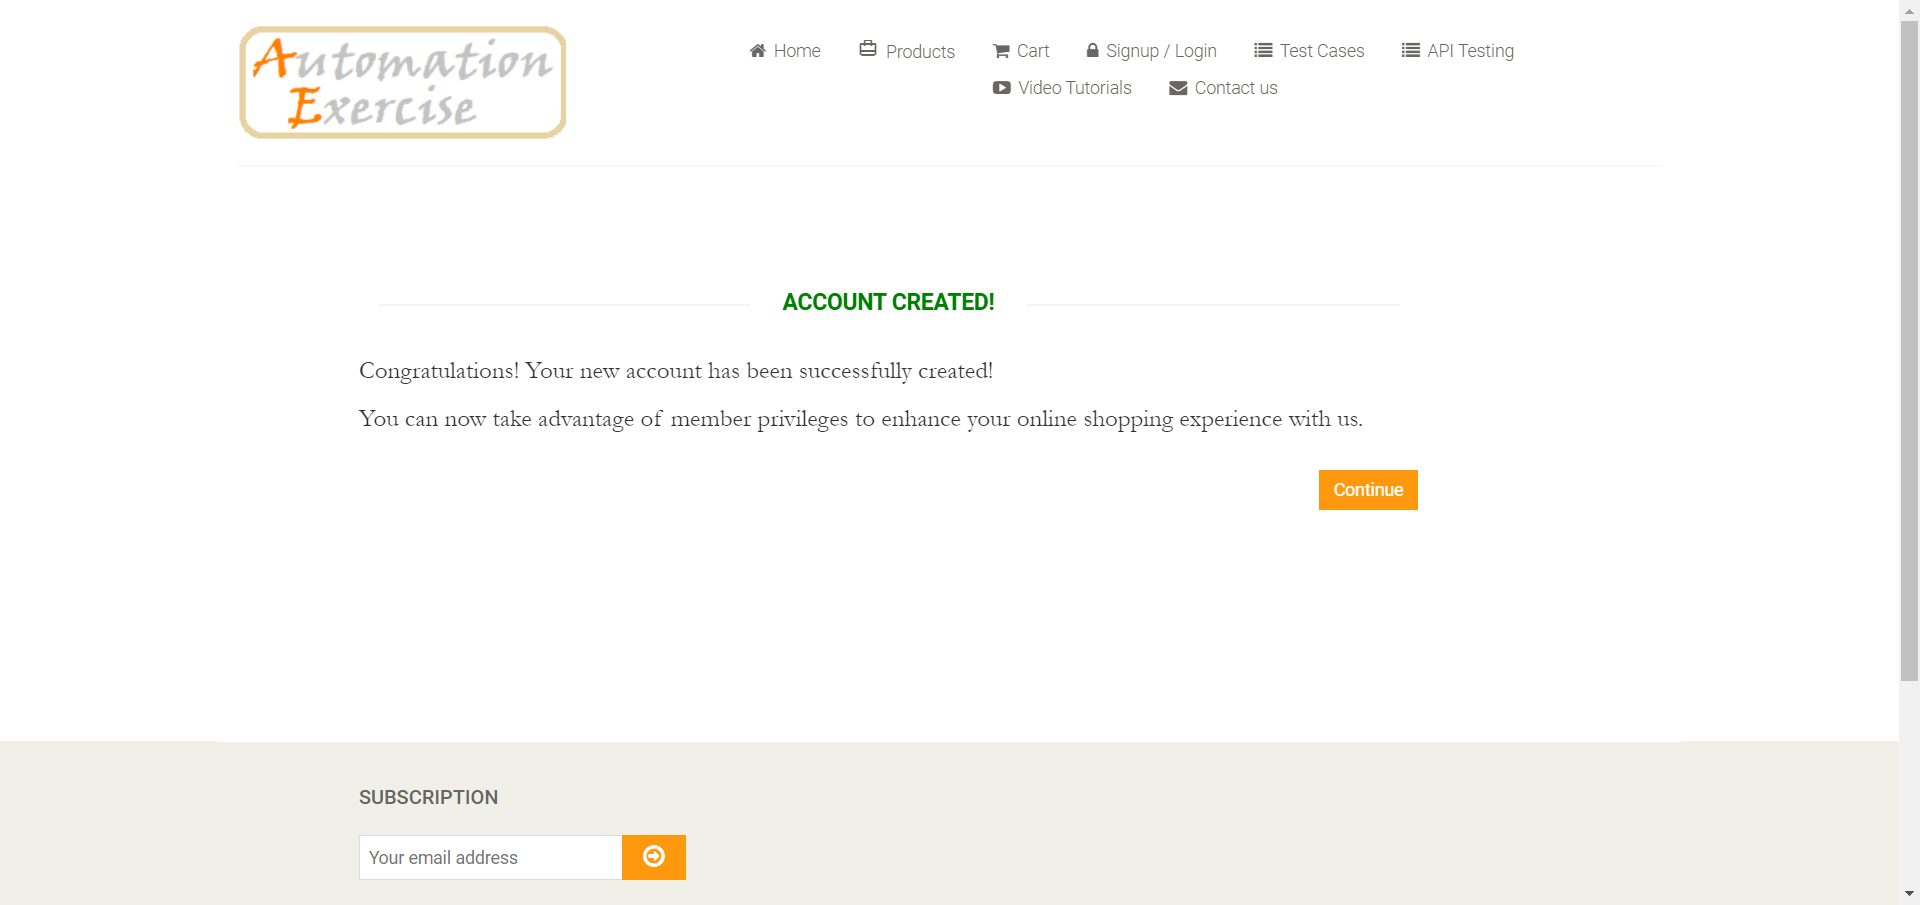 Automation
Exercise
Home
Products
Cart
Signup / Login
Test Cases
API Testing
Video Tutorials
Contact us
ACCOUNT CREATED!
Congratulations! Your new account has been successfully created!
You can now take advantage of member privileges to enhance your online shopping experience with us.
Continue
SUBSCRIPTION
Your email address